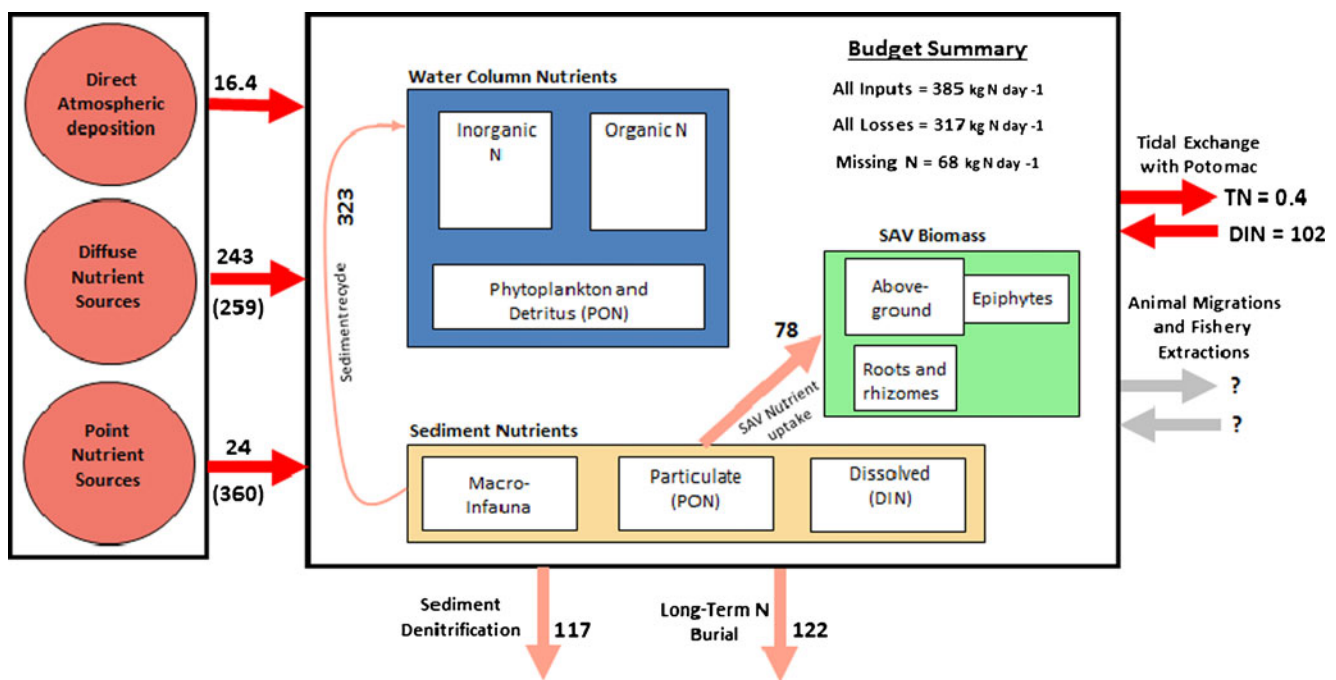 Direct
Atmospheric
deposition
16.4
Diffuse
Nutrient
Sources
243
(259)
Point
Nutrient
Sources
24
(360)
Water Column Nutrients
Inorganic
N
Organic N
Phytoplankton and
Detritus (PON)
323
Sediment recycle
Budget Summary
All Inputs = 385 kg N day -1
All Losses = 317 kg N day -1
Missing N = 68 kg N day -1
SAV Biomass
Above-
ground
Epiphytes
Roots and
rhizomes
78
SAV Nutrient
uptake
Sediment Nutrients
Macro-
Infauna
Particulate
(PON)
Dissolved
(DIN)
Tidal Exchange
with Potomac
TN = 0.4
DIN = 102
Animal Migrations
and Fishery
Extractions
?
?
Sediment
Denitrification
117
Long-Term N
Burial
122